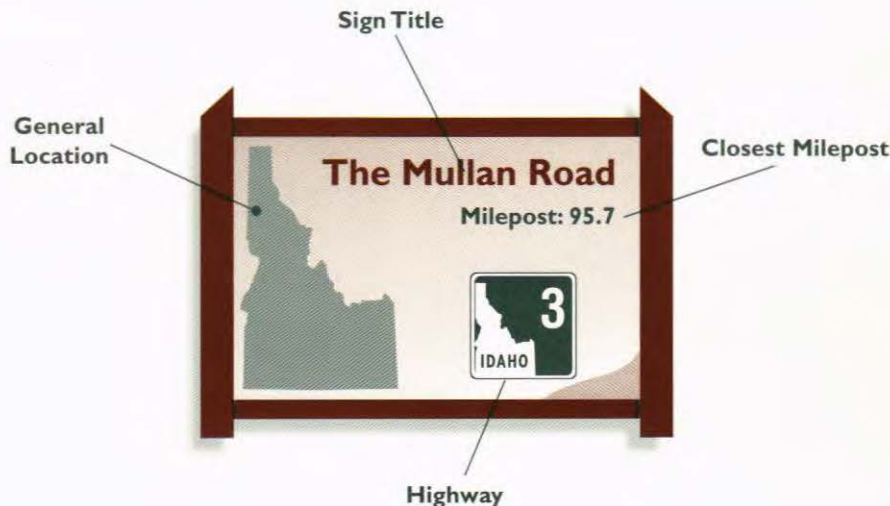 Sign Title
General
Location
Closest Milepost
The Mullan Road
Milepost: 95.7
3
IDAHO
Highway